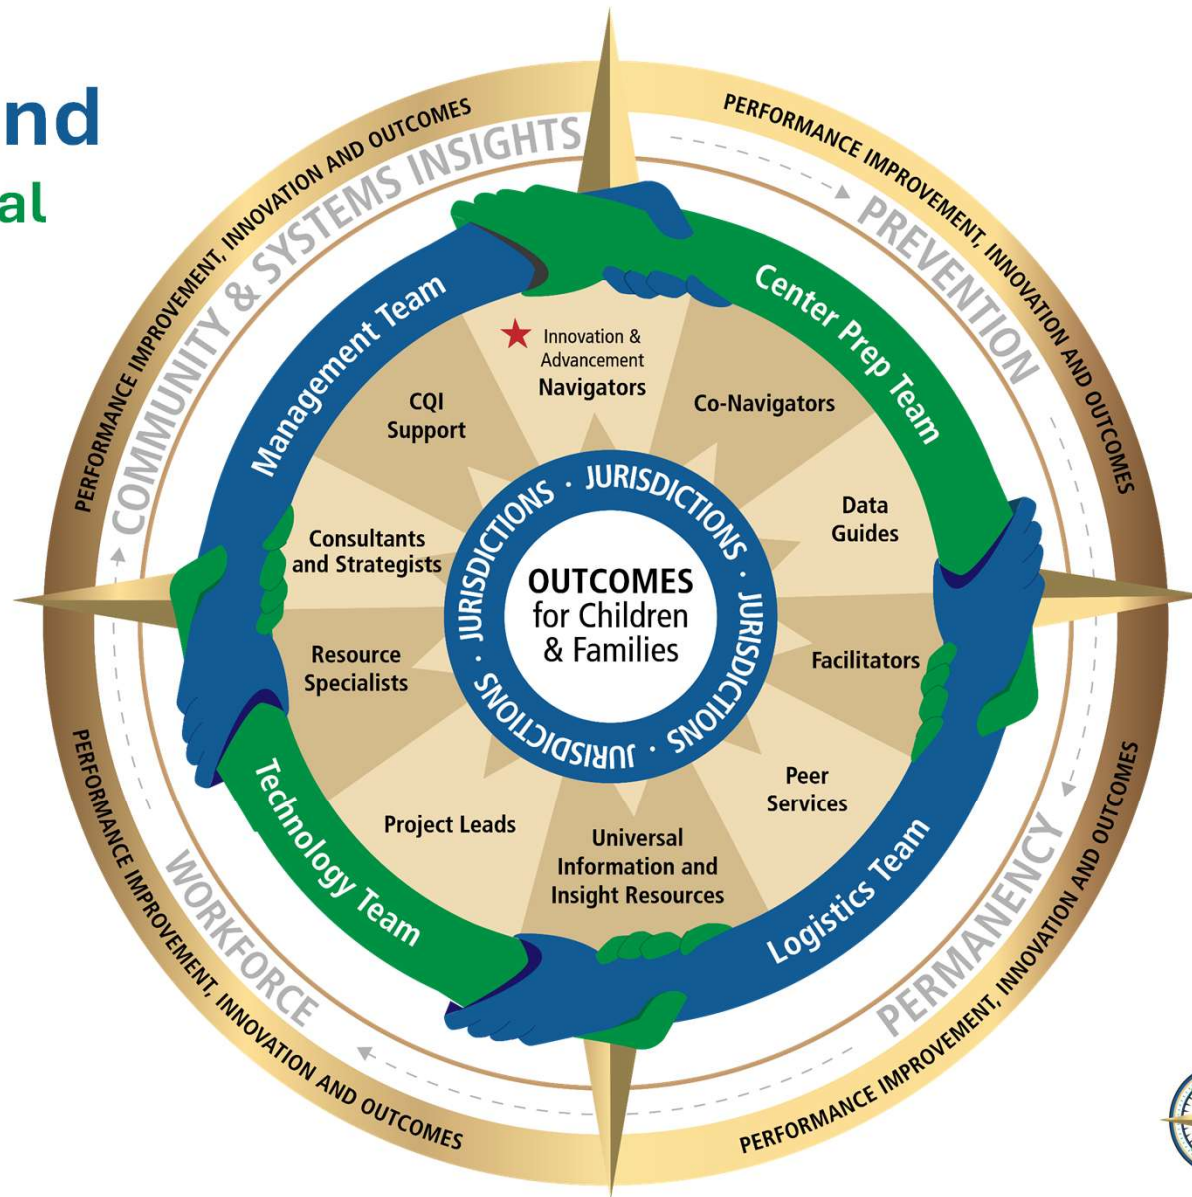 nd
al
PERFORMANCE IMPROVEMENT, INNOVATION AND OUTCOMES
PERFORMANCE IMPROVEMENT, INNOVATION AND OUTCOMES
COMMUNITY & SYSTEMS INSIGHTS
PREVENTION
Management Team
Center Prep Team
Innovation &
Advancement
Navigators
CQI
Support
Co-Navigators
Data
Guides
Consultants
and Strategists
JURISDICTIONS · JURISDICTIONS · JURISDICTIONS · JURISDICTIONS · JURISDICTIONS ·
OUTCOMES
for Children
& Families
Resource
Specialists
Facilitators
Peer
Services
Project Leads
Universal
Information and
Insight Resources
Technology Team
Logistics Team
WORKFORCE
PERMANENCY
PERFORMANCE IMPROVEMENT, INNOVATION AND OUTCOMES
PERFORMANCE IMPROVEMENT, INNOVATION AND OUTCOMES